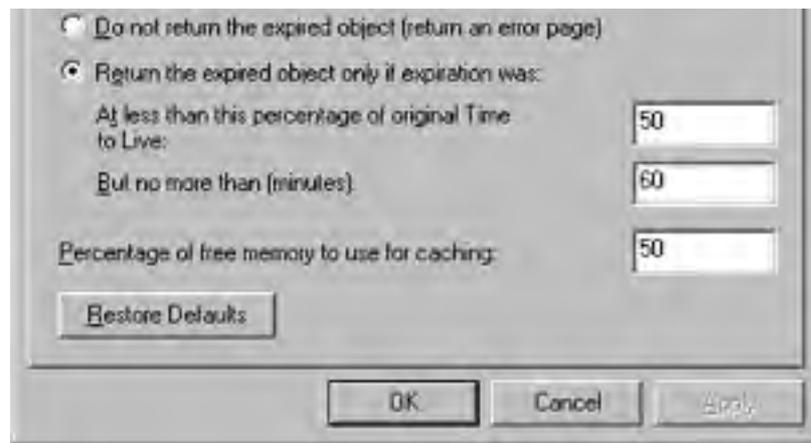 Do not return the expired object (return an error page)
Return the expired object only if expiration was:
At less than this percentage of original Time
to Live:
50
But no more than (minutes):
60
Percentage of free memory to use for caching:
50
Restore Defaults
OK
Cancel
Apply